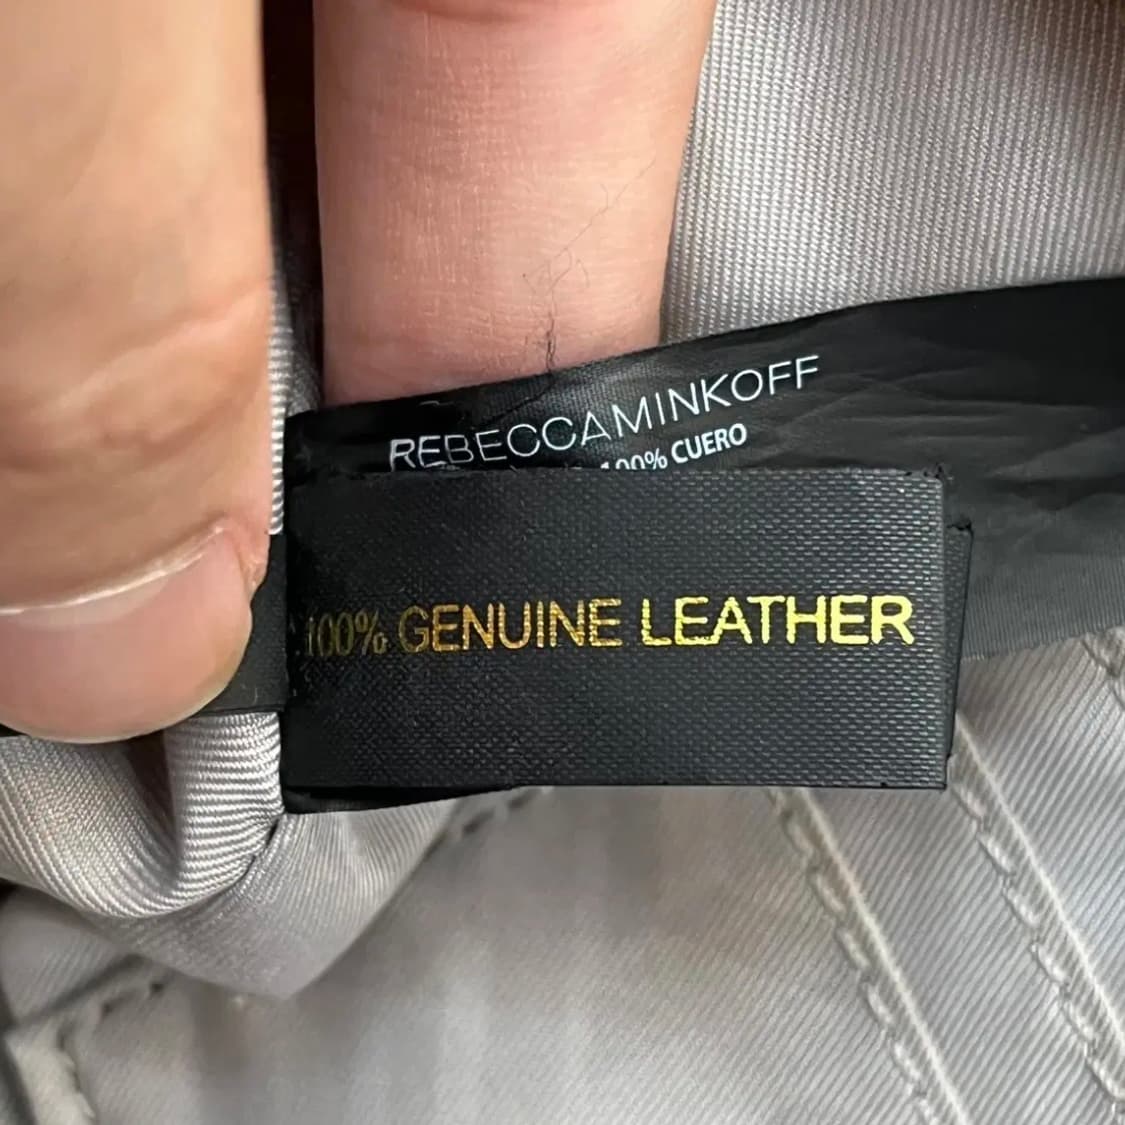 REBECCAMINKOFF
100% CUERO
100% GENUINE LEATHER